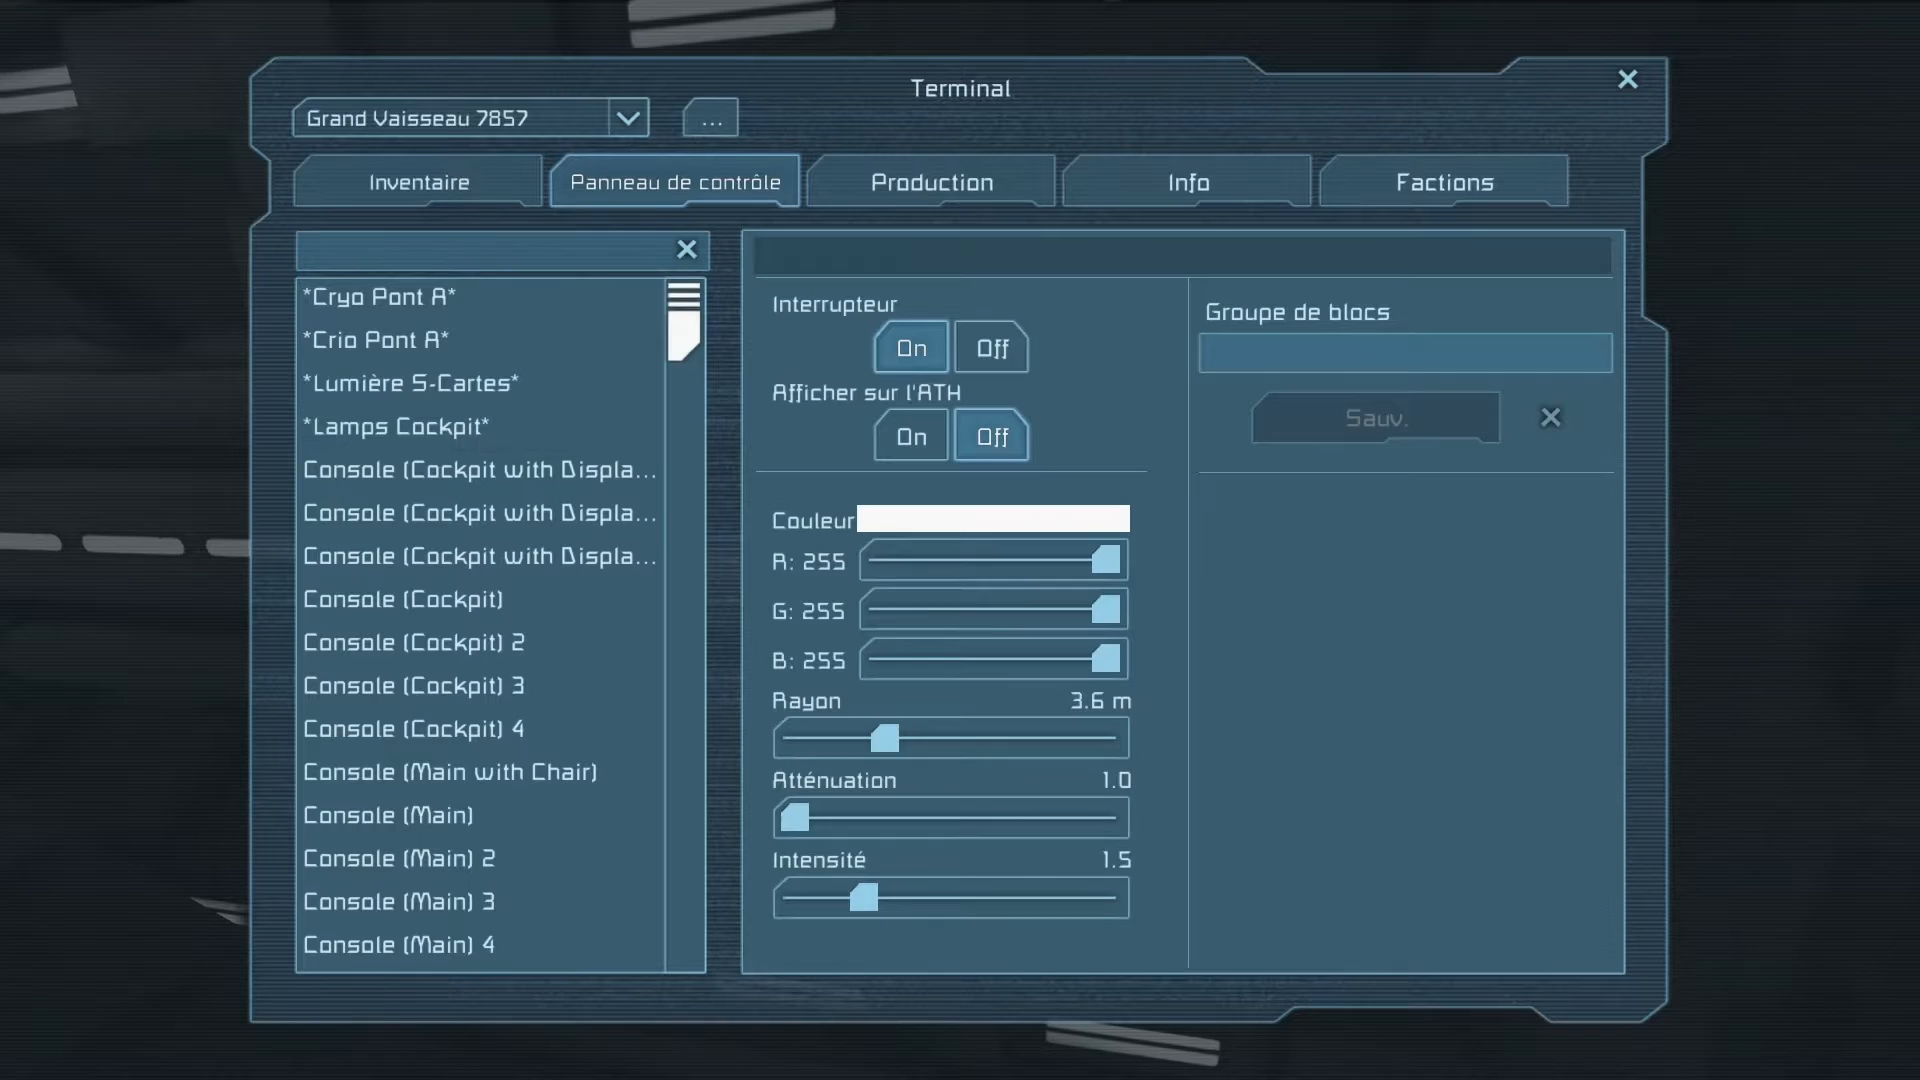 Terminal
Grand Vaisseau 7857
...
Inventaire
Panneau de contrôle
Production
Info
Factions
*Cryo Pont A*
*Crio Pont A*
*Lumière S-Cartes*
*Lamps Cockpit*
Console (Cockpit with Displa...
Console (Cockpit with Displa...
Console (Cockpit with Displa...
Console (Cockpit)
Console (Cockpit) 2
Console (Cockpit) 3
Console (Cockpit) 4
Console (Main with Chair)
Console (Main)
Console (Main) 2
Console (Main) 3
Console (Main) 4
Interrupteur
On Off
Afficher sur l'ATH
On Off
Couleur
R: 255
G: 255
B: 255
Rayon 3.6 m
Atténuation 1.0
Intensité 1.5
Groupe de blocs
Sauv.